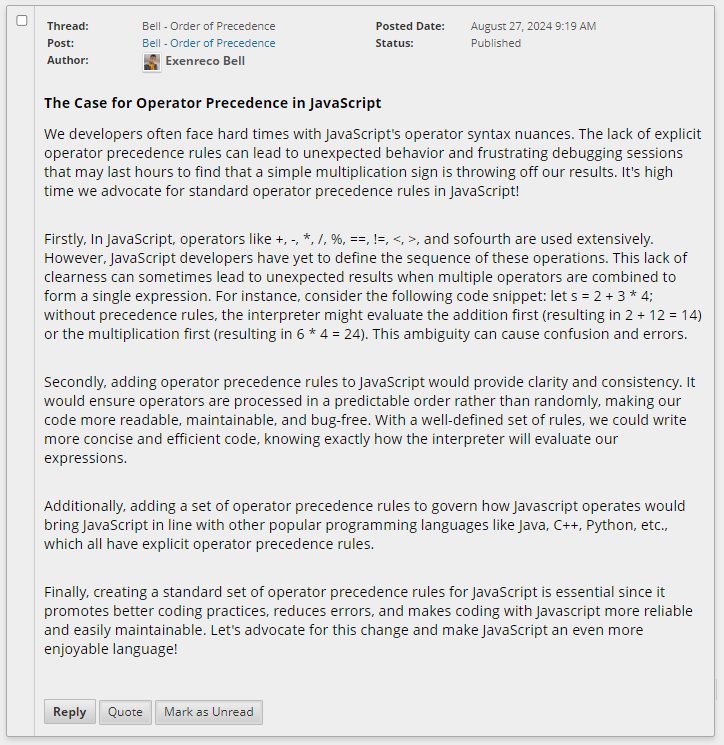 Thread: Bell - Order of Precedence Posted Date: August 27, 2024 9:19 AM
Post: Bell - Order of Precedence Status: Published
Author: Exenreco Bell
The Case for Operator Precedence in JavaScript
We developers often face hard times with JavaScript's operator syntax nuances. The lack of explicit
operator precedence rules can lead to unexpected behavior and frustrating debugging sessions
that may last hours to find that a simple multiplication sign is throwing off our results. It's high
time we advocate for standard operator precedence rules in JavaScript!
Firstly, In JavaScript, operators like +, -, *, /, %, ==, !=, <, >, and sofourth are used extensively.
However, JavaScript developers have yet to define the sequence of these operations. This lack of
clearness can sometimes lead to unexpected results when multiple operators are combined to
form a single expression. For instance, consider the following code snippet: let s = 2 + 3 * 4;
without precedence rules, the interpreter might evaluate the addition first (resulting in 2 + 12 = 14)
or the multiplication first (resulting in 6 * 4 = 24). This ambiguity can cause confusion and errors.
Secondly, adding operator precedence rules to JavaScript would provide clarity and consistency. It
would ensure operators are processed in a predictable order rather than randomly, making our
code more readable, maintainable, and bug-free. With a well-defined set of rules, we could write
more concise and efficient code, knowing exactly how the interpreter will evaluate our
expressions.
Additionally, adding a set of operator precedence rules to govern how Javascript operates would
bring JavaScript in line with other popular programming languages like Java, C++, Python, etc.,
which all have explicit operator precedence rules.
Finally, creating a standard set of operator precedence rules for JavaScript is essential since it
promotes better coding practices, reduces errors, and makes coding with Javascript more reliable
and easily maintainable. Let's advocate for this change and make JavaScript an even more
enjoyable language!
Reply Quote Mark as Unread